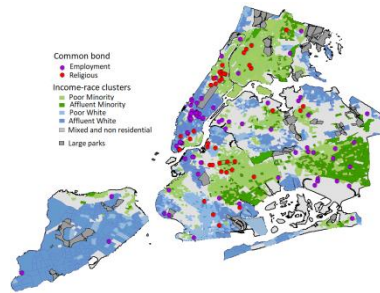 Common bond
Employment
Religious
Income-race clusters
Poor Minority
Affluent Minority
Poor White
Affluent White
Mixed and non residential
Large parks